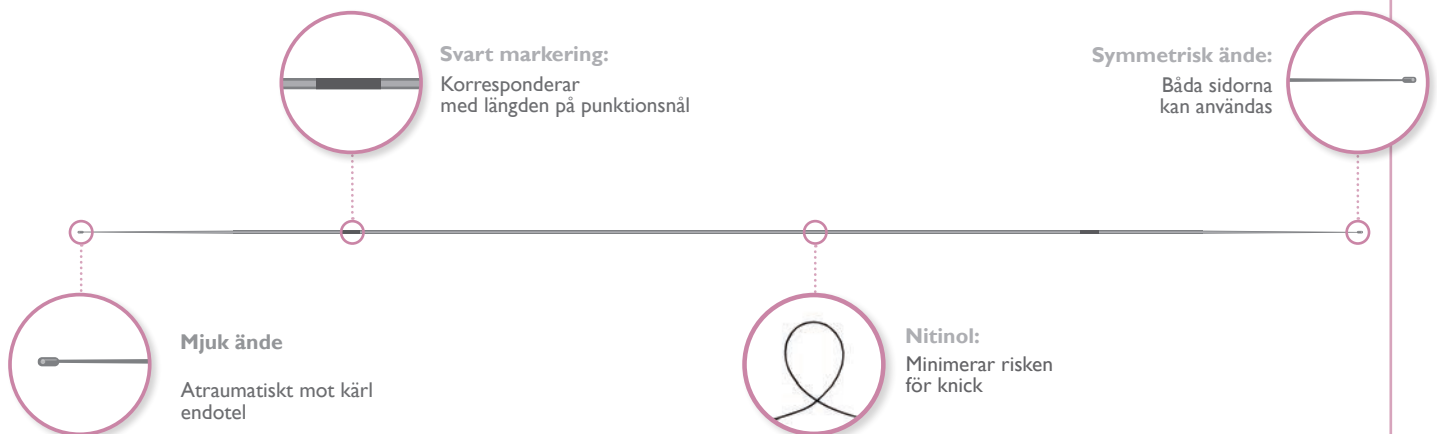 Svart markering:
Korresponderar
med längden på punktionsnål
Symmetrisk ände:
Båda sidorna
kan användas
Mjuk ände
Atraumatiskt mot kärl
endotel
Nitinol:
Minimerar risken
för knick